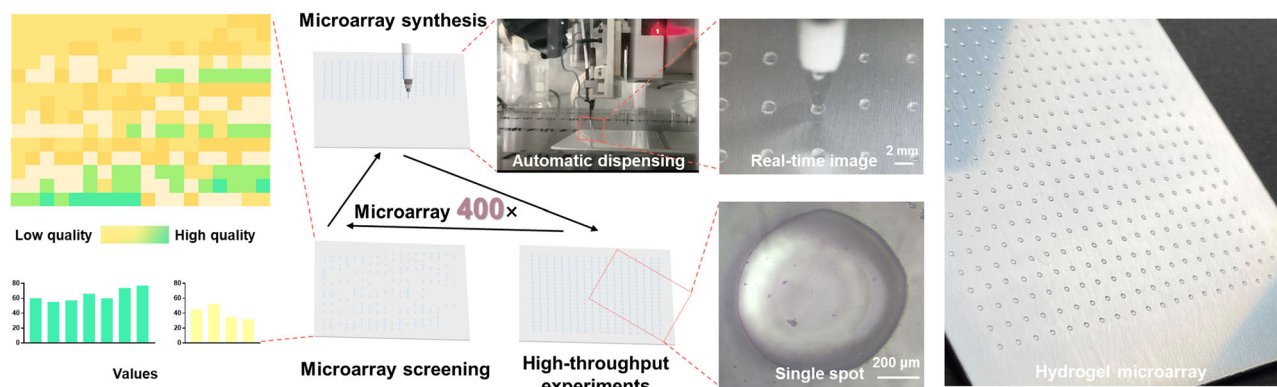 Microarray synthesis
Automatic dispensing
Real-time image
2 mm
Low quality
High quality
Microarray 400×
80
60
40
20
0
80
60
40
20
0
Values
Microarray screening
High-throughput
experiments
Single spot
200 µm
Hydrogel microarray